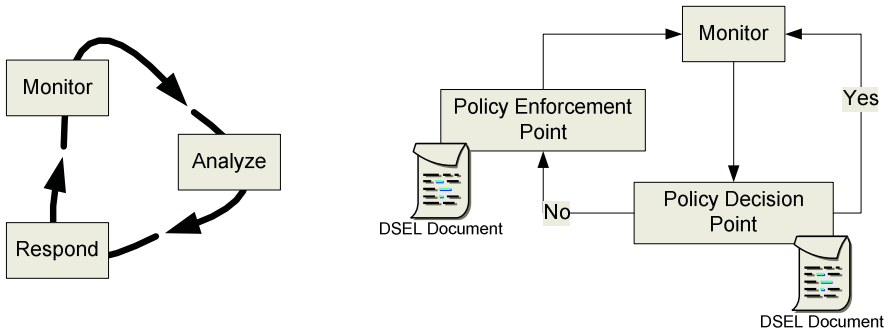 Monitor
Analyze
Respond
Monitor
Policy Enforcement
Point
DSEL Document
Yes
No
Policy Decision
Point
DSEL Document